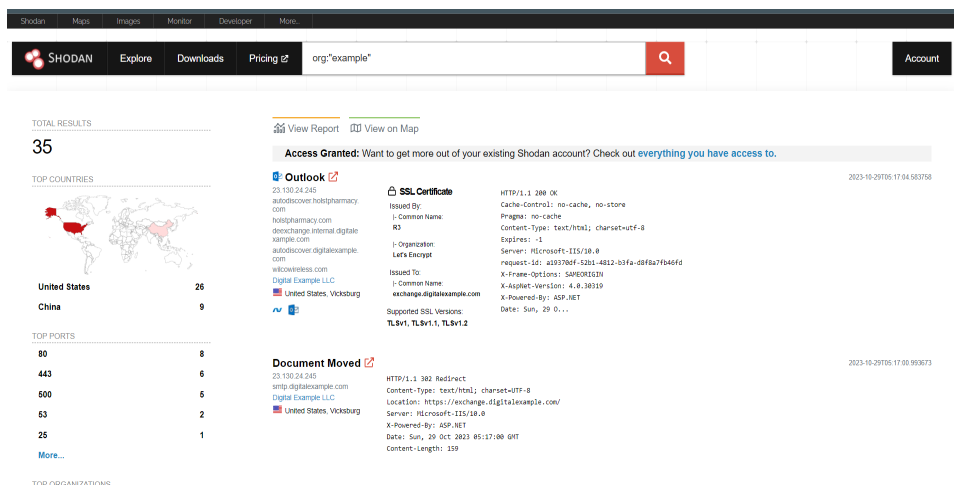 Shodan Maps Images Monitor Developer More...
SHODAN Explore Downloads Pricing org:"example" Account
TOTAL RESULTS
35
TOP COUNTRIES
United States 26
China 9
TOP PORTS
80 8
443 6
500 5
53 2
25 1
More...
TOP ORGANIZATIONS
View Report View on Map
Access Granted: Want to get more out of your existing Shodan account? Check out everything you have access to.
Outlook
2023-10-29T05:17:04.583758
23.130.24.245
autodiscover.holstpharmacy.
com
holstpharmacy.com
deexchange.internal.digitale
xample.com
autodiscover.digitalexample.
com
wilcowireless.com
Digital Example LLC
United States, Vicksburg
SSL Certificate
Issued By:
|- Common Name:
R3
|- Organization:
Let's Encrypt
Issued To:
|- Common Name:
exchange.digitalexample.com
Supported SSL Versions:
TLSv1, TLSv1.1, TLSv1.2
HTTP/1.1 200 OK
Cache-Control: no-cache, no-store
Pragma: no-cache
Content-Type: text/html; charset=utf-8
Expires: -1
Server: Microsoft-IIS/10.0
request-id: a19370df-52b1-4812-b3fa-d8f8a7fb46fd
X-Frame-Options: SAMEORIGIN
X-AspNet-Version: 4.0.30319
X-Powered-By: ASP.NET
Date: Sun, 29 O...
Document Moved
2023-10-29T05:17:00.993673
23.130.24.245
smtp.digitalexample.com
Digital Example LLC
United States, Vicksburg
HTTP/1.1 302 Redirect
Content-Type: text/html; charset=UTF-8
Location: https://exchange.digitalexample.com/
Server: Microsoft-IIS/10.0
X-Powered-By: ASP.NET
Date: Sun, 29 Oct 2023 05:17:00 GMT
Content-Length: 159